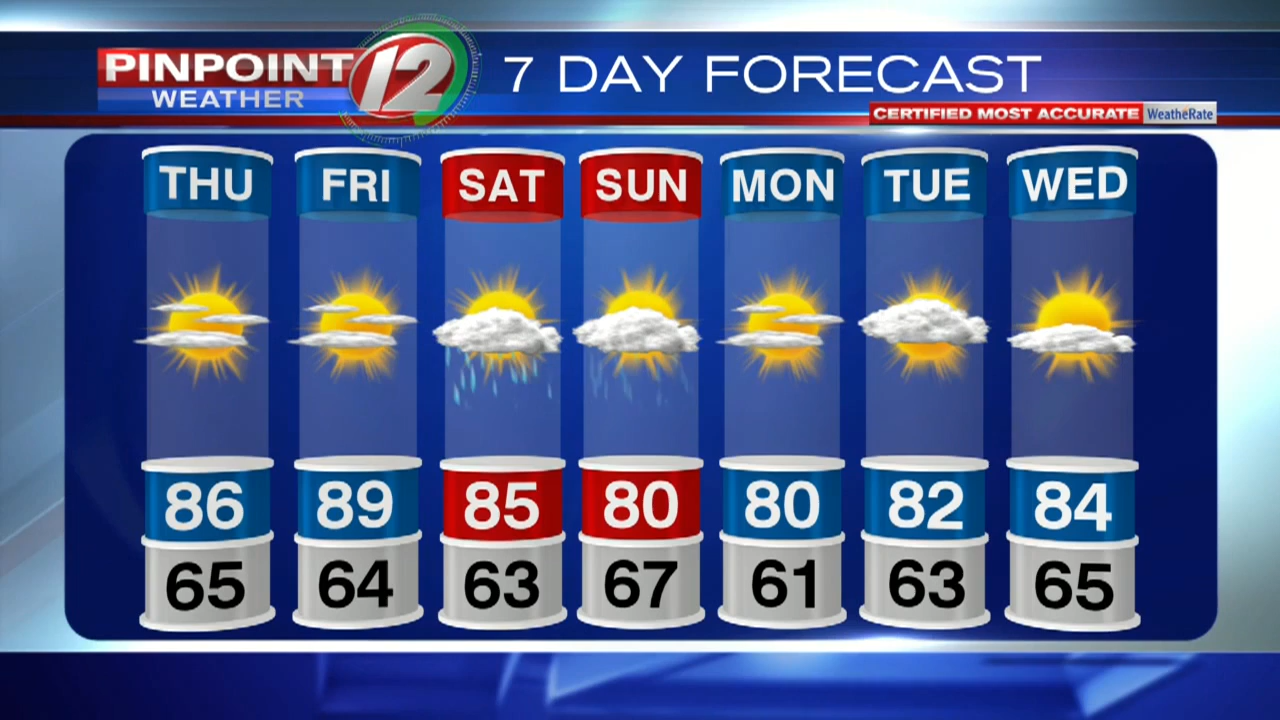 PINPOINT 12
WEATHER
7 DAY FORECAST
CERTIFIED MOST ACCURATE WeatheRate
THU FRI SAT SUN MON TUE WED
86 89 85 80 80 82 84
65 64 63 67 61 63 65